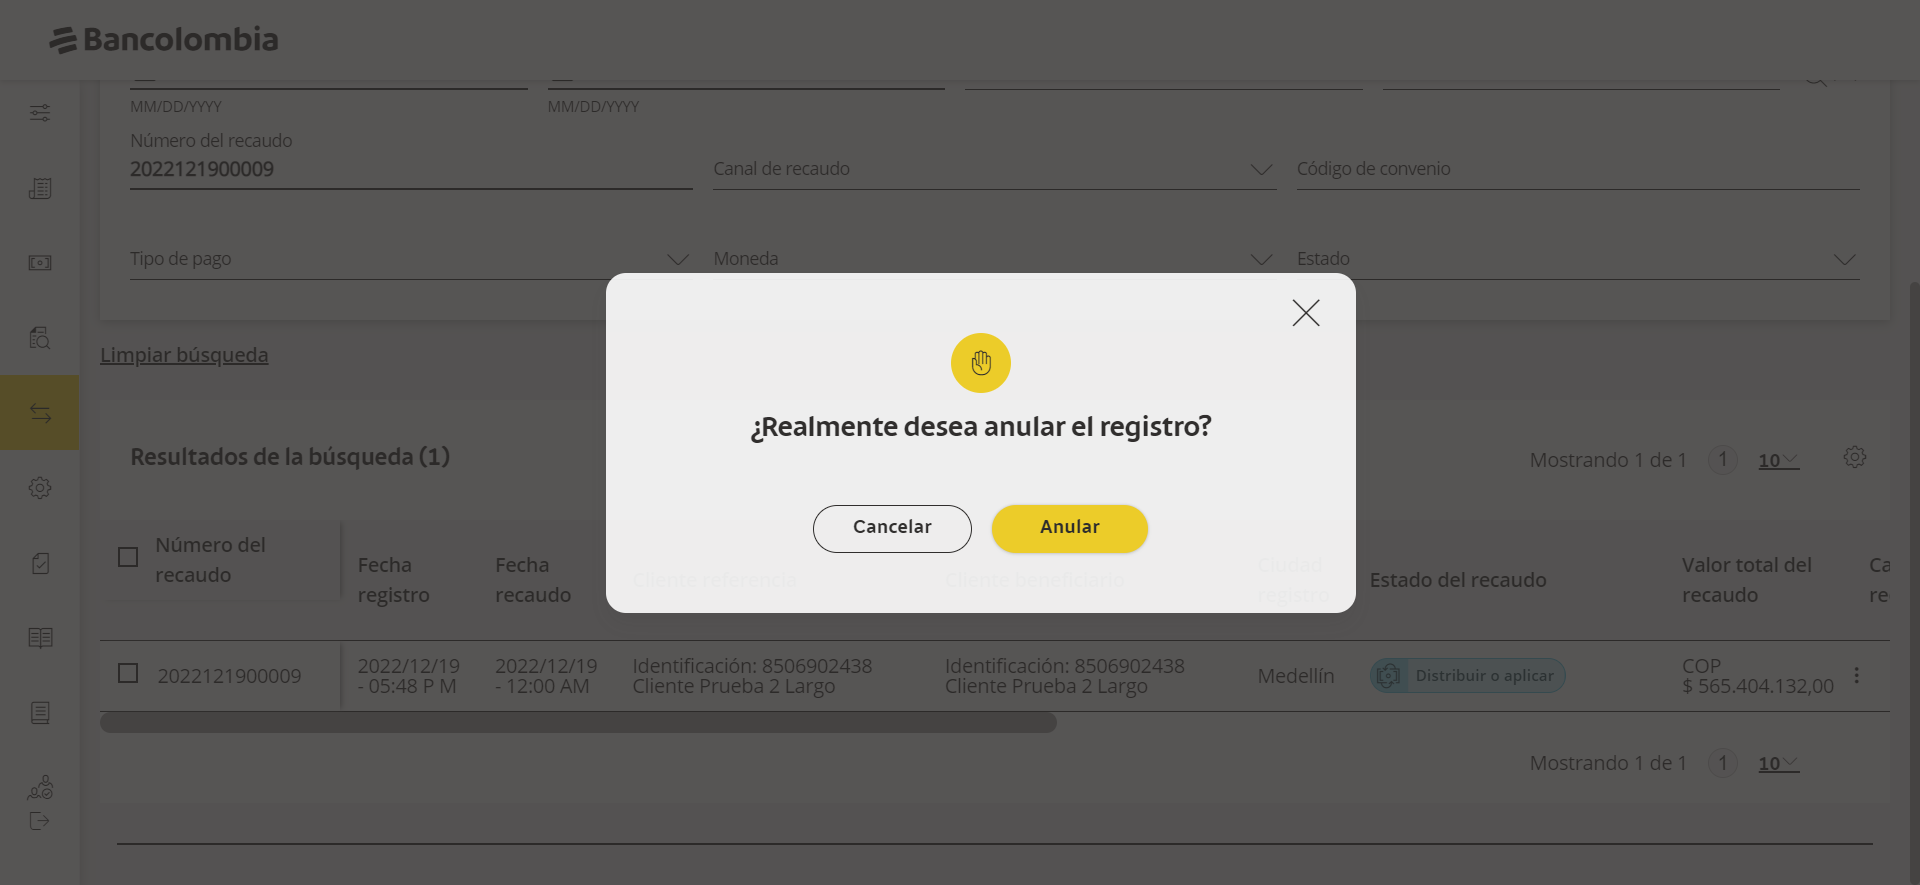 Bancolombia
MM/DD/YYYY
MM/DD/YYYY
Número del recaudo
2022121900009
Canal de recaudo
Código de convenio
Tipo de pago
Moneda
Estado
Limpiar búsqueda
¿Realmente desea anular el registro?
Cancelar
Anular
Resultados de la búsqueda (1)
Mostrando 1 de 1
1
10
Número del
recaudo
Fecha
registro
Fecha
recaudo
Cliente referencia
Cliente beneficiario
Ciudad
registro
Estado del recaudo
Valor total del
recaudo
Ca
re
2022121900009
2022/12/19
- 05:48 P M
2022/12/19
- 12:00 AM
Identificación: 8506902438
Cliente Prueba 2 Largo
Identificación: 8506902438
Cliente Prueba 2 Largo
Medellín
Distribuir o aplicar
COP
$ 565.404.132,00
Mostrando 1 de 1
1
10